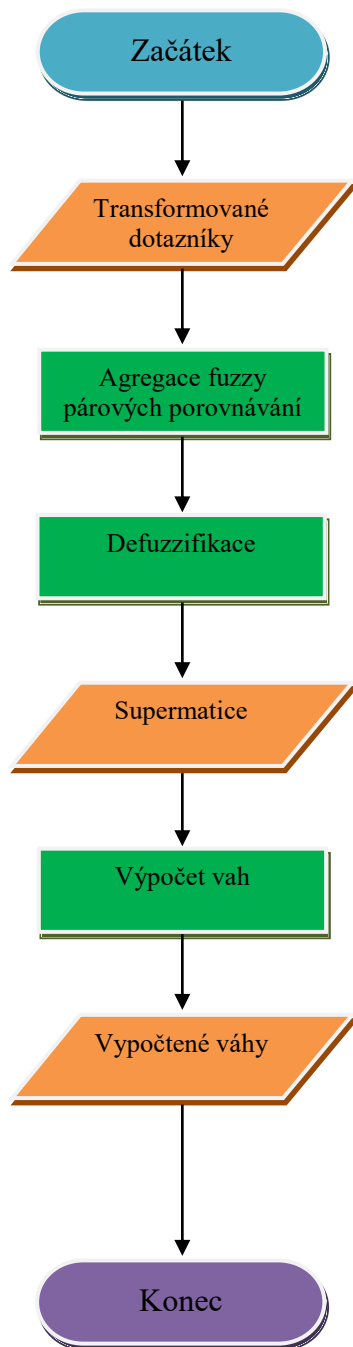 Začátek
Transformované
dotazníky
Agregace fuzzy
párových porovnávání
Defuzzifikace
Supermatice
Výpočet vah
Vypočtené váhy
Konec